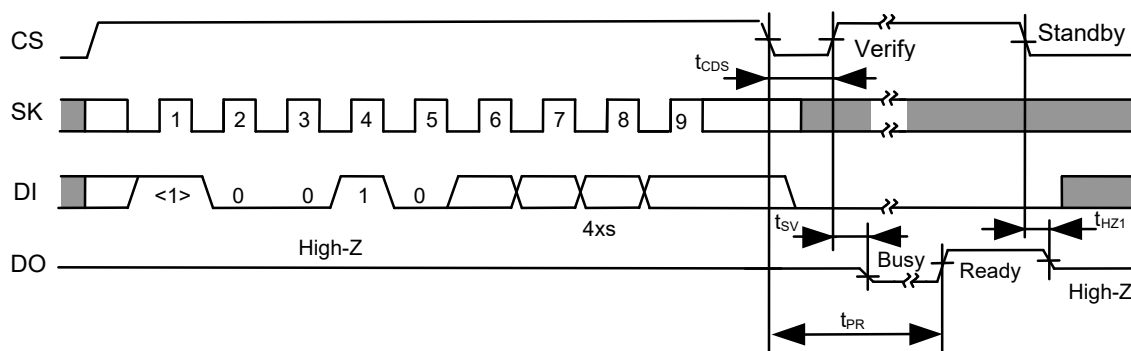 CS
Verify
Standby
tCDS
SK
1 2 3 4 5 6 7 8 9
DI
<1> 0 0 1 0
4xs
tSV
tHZ1
High-Z
DO
Busy
Ready
High-Z
tPR